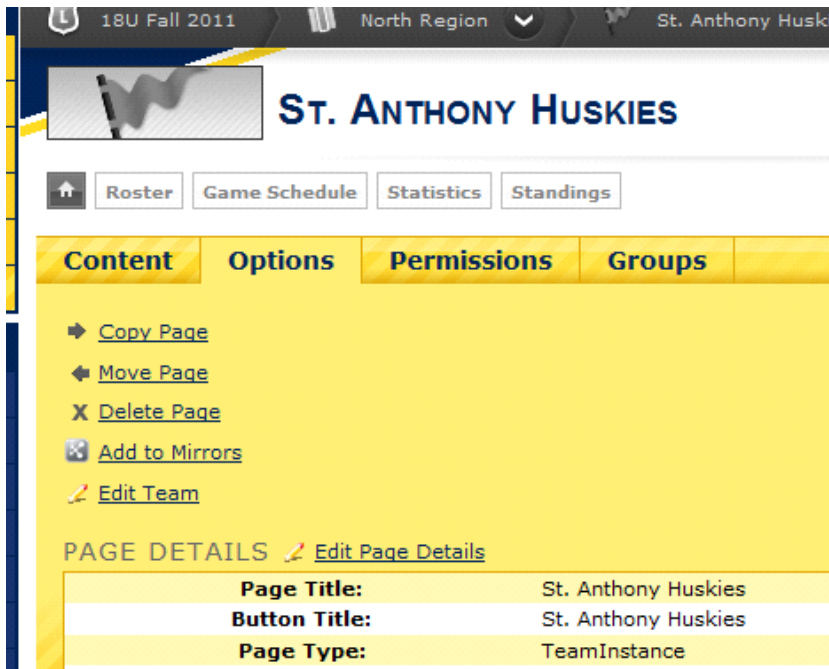 18U Fall 2011 North Region St. Anthony Husk
ST. ANTHONY HUSKIES
Roster Game Schedule Statistics Standings
Content Options Permissions Groups
Copy Page
Move Page
X Delete Page
Add to Mirrors
Edit Team
PAGE DETAILS Edit Page Details
Page Title: St. Anthony Huskies
Button Title: St. Anthony Huskies
Page Type: TeamInstance